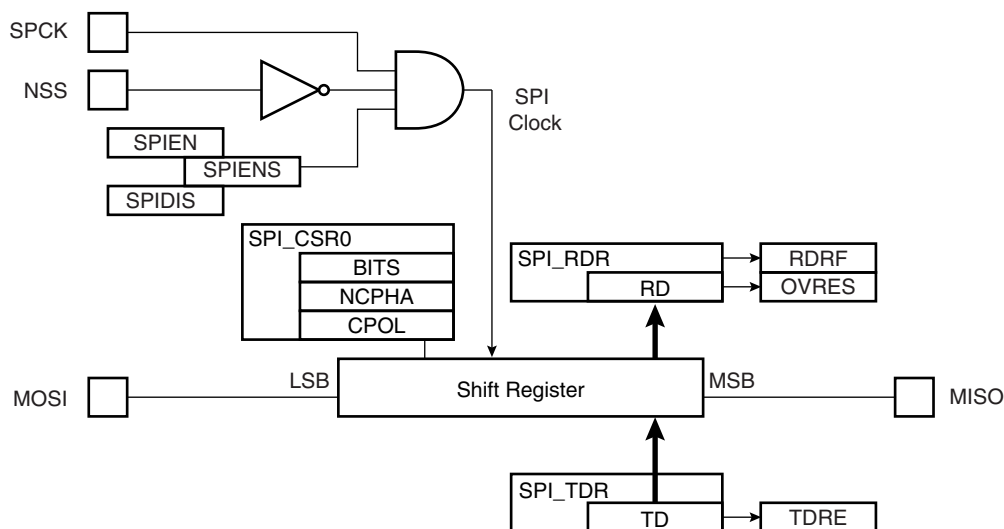 SPCK
NSS
SPI
Clock
SPIEN
SPIENS
SPIDIS
SPI_CSR0
BITS
NCPHA
CPOL
SPI_RDR
RD
RDRF
OVRES
MOSI
LSB
Shift Register
MSB
MISO
SPI_TDR
TD
TDRE